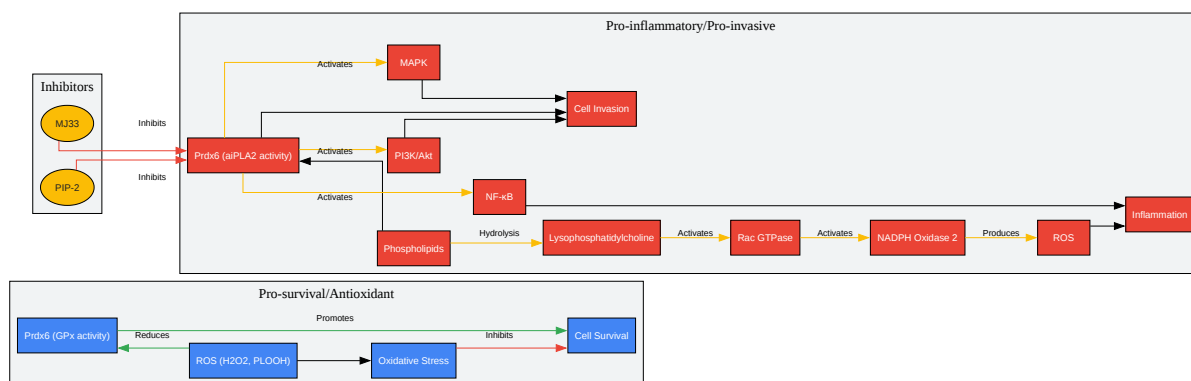 Pro-inflammatory/Pro-invasive
Activates
MAPK
Inhibitors
MJ33
Inhibits
Cell Invasion
Prdx6 (aiPLA2 activity)
Activates
PI3K/Akt
PIP-2
Inhibits
Activates
NF-κB
Inflammation
Phospholipids
Hydrolysis
Lysophosphatidylcholine
Activates
Rac GTPase
Activates
NADPH Oxidase 2
Produces
ROS
Pro-survival/Antioxidant
Prdx6 (GPx activity)
Promotes
Reduces
Inhibits
Cell Survival
ROS (H2O2, PLOOH)
Oxidative Stress